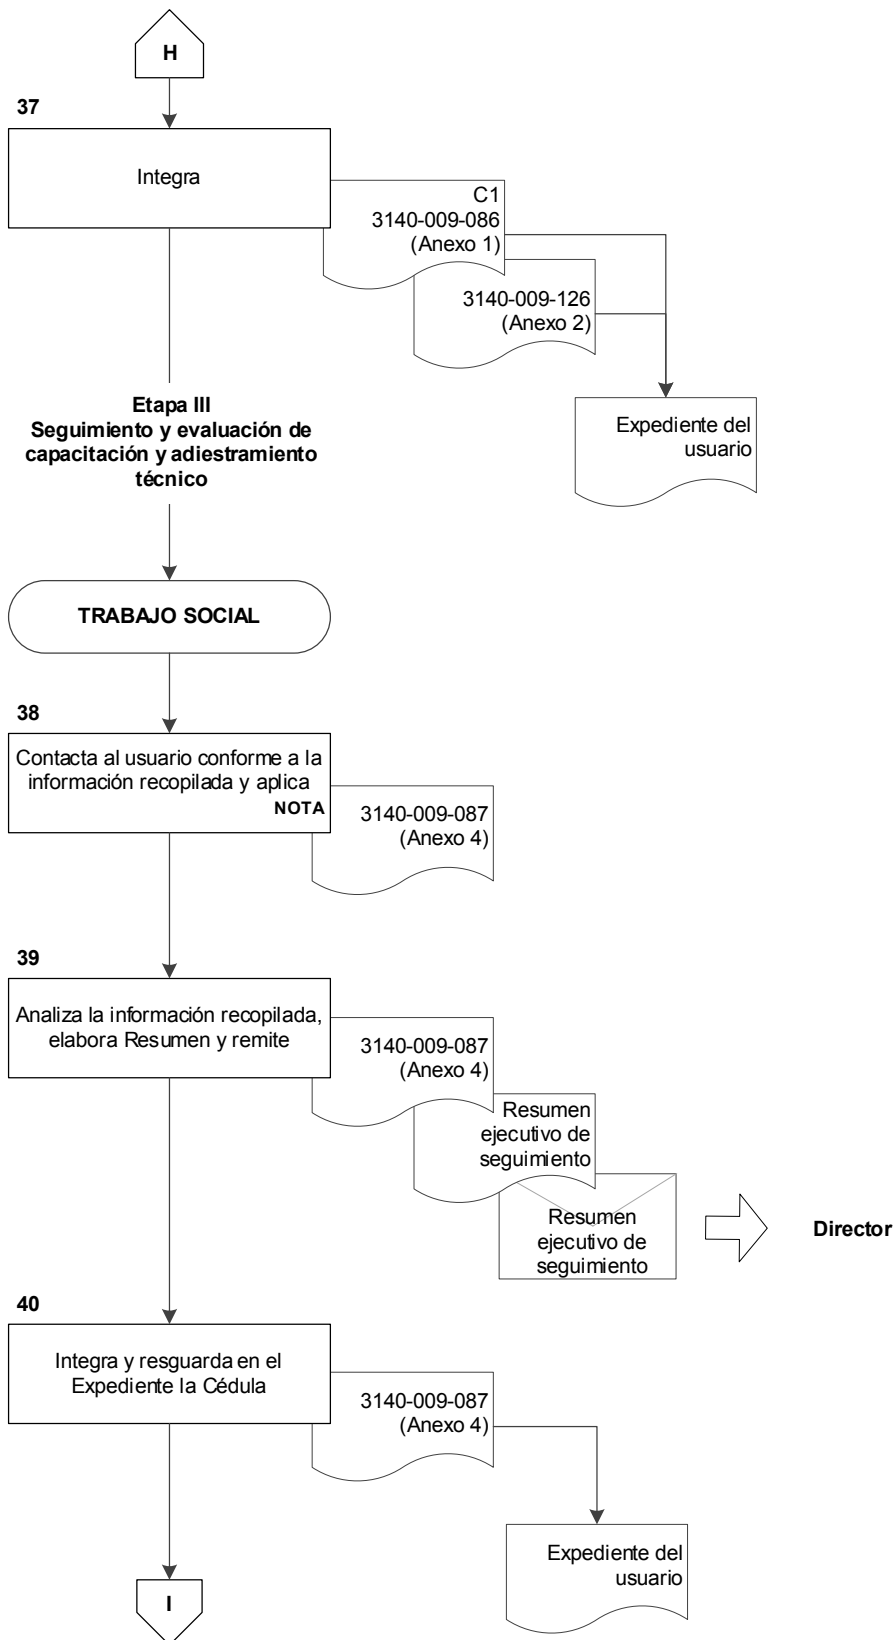 H
37
Integra
C1
3140-009-086
(Anexo 1)
3140-009-126
(Anexo 2)
Expediente del
usuario
Etapa III
Seguimiento y evaluación de
capacitación y adiestramiento
técnico
TRABAJO SOCIAL
38
Contacta al usuario conforme a la
información recopilada y aplica
NOTA
3140-009-087
(Anexo 4)
39
Analiza la información recopilada,
elabora Resumen y remite
3140-009-087
(Anexo 4)
Resumen
ejecutivo de
seguimiento
Resumen
ejecutivo de
seguimiento
Director
40
Integra y resguarda en el
Expediente la Cédula
3140-009-087
(Anexo 4)
Expediente del
usuario
I